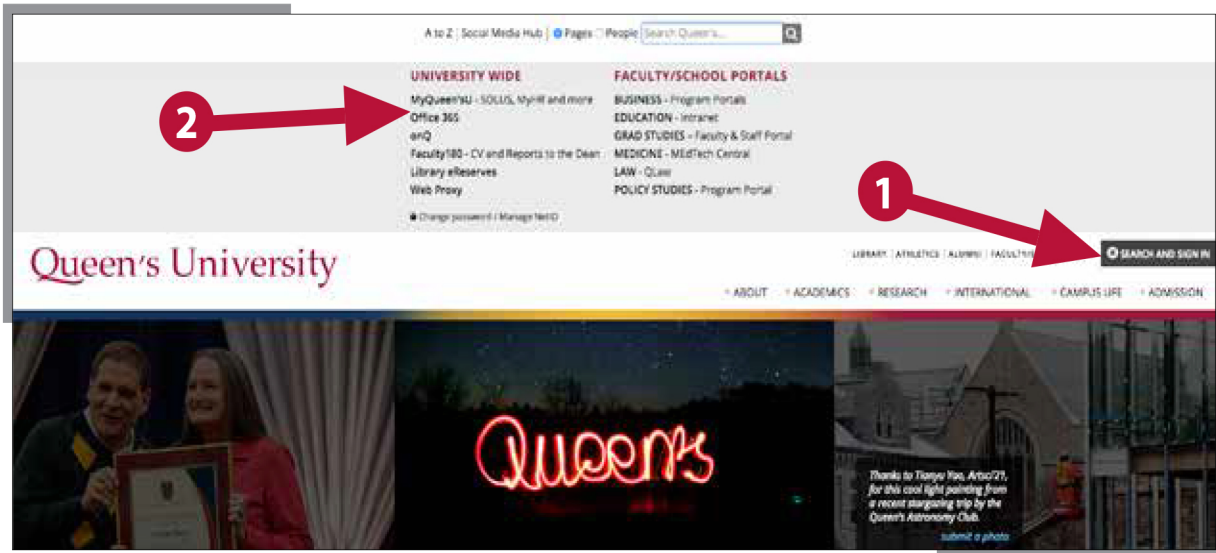 A to Z | Social Media Hub | Pages People Search Queen's...
UNIVERSITY WIDE
MyQueen'sU - SOLUS, MyHR and more
Office 365
onQ
Faculty180 - CV and Reports to the Dean
Library eReserves
Web Proxy
Change password / Manage NetID
FACULTY/SCHOOL PORTALS
BUSINESS - Program Portals
EDUCATION - Intranet
GRAD STUDIES - Faculty & Staff Portal
MEDICINE - MEdTech Central
LAW - QLaw
POLICY STUDIES - Program Portal
2
1
Queen's University
LIBRARY | ATHLETICS | ALUMNI |
SEARCH AND SIGN IN
ABOUT ACADEMICS RESEARCH INTERNATIONAL CAMPUS LIFE ADMISSION
Queen's
Thanks to Tianyu Yao, Artsci'21,
for this cool light painting from
a recent stargazing trip by the
Queen's Astronomy Club.
submit a photo